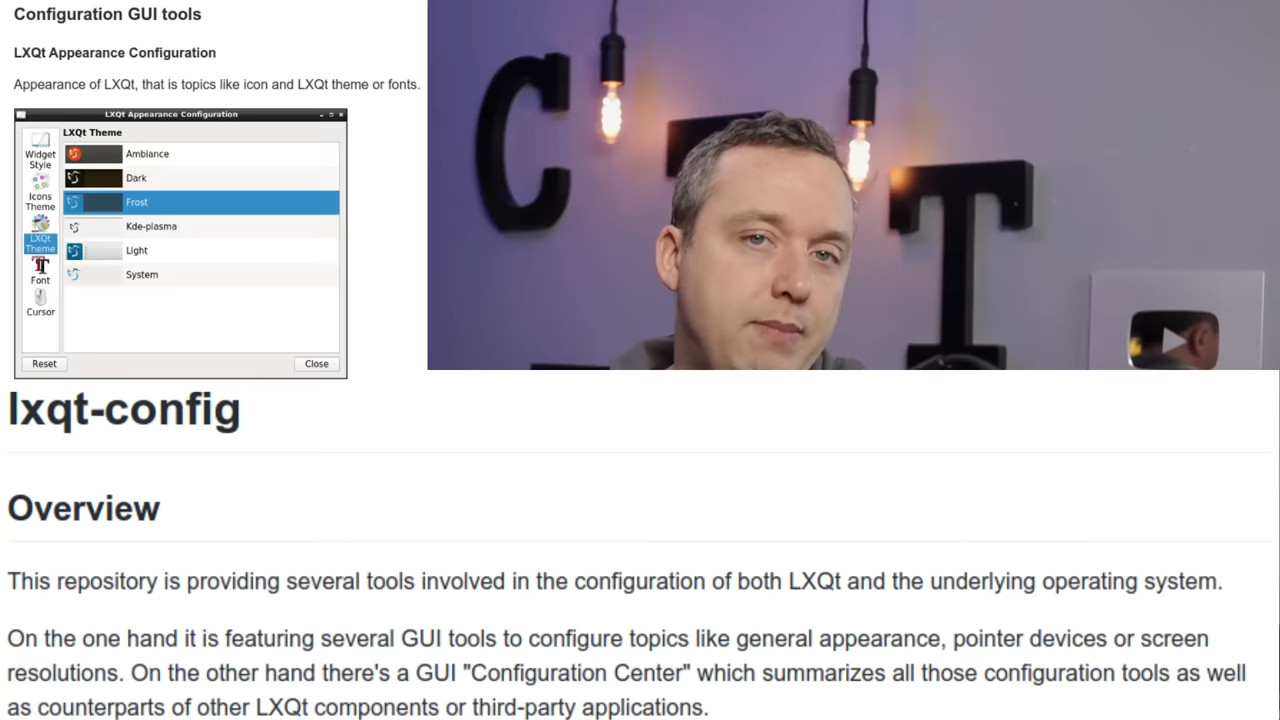 Configuration GUI tools
LXQt Appearance Configuration
Appearance of LXQt, that is topics like icon and LXQt theme or fonts.
LXQt Appearance Configuration
LXQt Theme
Widget
Style
Icons
Theme
LXQt
Theme
Font
Cursor
Ambiance
Dark
Frost
Kde-plasma
Light
System
Reset
Close
C T T
lxqt-config
Overview
This repository is providing several tools involved in the configuration of both LXQt and the underlying operating system.
On the one hand it is featuring several GUI tools to configure topics like general appearance, pointer devices or screen
resolutions. On the other hand there's a GUI "Configuration Center" which summarizes all those configuration tools as well
as counterparts of other LXQt components or third-party applications.